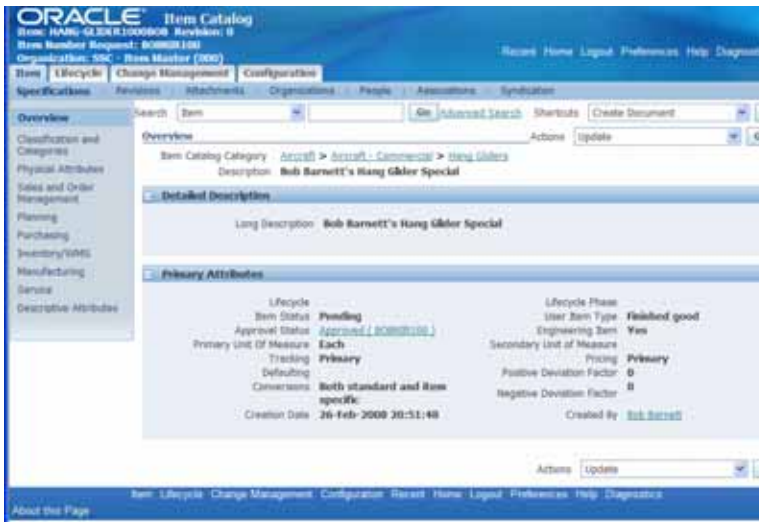 ORACLE Item Catalog
Item: HANG-GLIDER1000BOB Revision: 0
Item Number Request: BOBNIR100
Organization: SSC - Item Master (000)
Recent Home Logout Preferences Help Diagnost
Item Lifecycle Change Management Configuration
Specifications Revisions Attachments Organizations People Associations Syndication
Search Item Go Advanced Search Shortcuts Create Document
Overview
Classification and Categories
Physical Attributes
Sales and Order Management
Planning
Purchasing
Inventory/WMS
Manufacturing
Service
Descriptive Attributes
Overview Actions Update
Item Catalog Category Aircraft > Aircraft - Commercial > Hang Gliders
Description Bob Barnett's Hang Glider Special
Detailed Description
Long Description Bob Barnett's Hang Glider Special
Primary Attributes
Lifecycle Lifecycle Phase
Item Status Pending User Item Type Finished good
Approval Status Approved ( BOBNIR100 ) Engineering Item Yes
Primary Unit Of Measure Each Secondary Unit of Measure
Tracking Primary Pricing Primary
Defaulting Positive Deviation Factor 0
Conversions Both standard and item specific Negative Deviation Factor 0
Creation Date 26-Feb-2008 20:51:48 Created By Bob Barnett
Actions Update
Item Lifecycle Change Management Configuration Recent Home Logout Preferences Help Diagnostics
About this Page